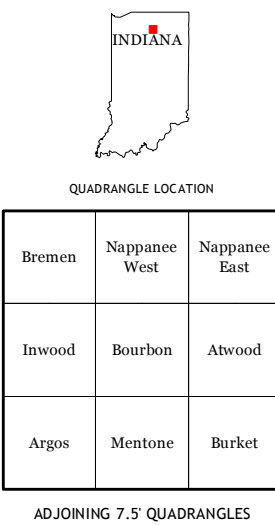 INDIANA
QUADRANGLE LOCATION
Bremen
Nappanee
West
Nappanee
East
Inwood
Bourbon
Atwood
Argos
Mentone
Burket
ADJOINING 7.5' QUADRANGLES